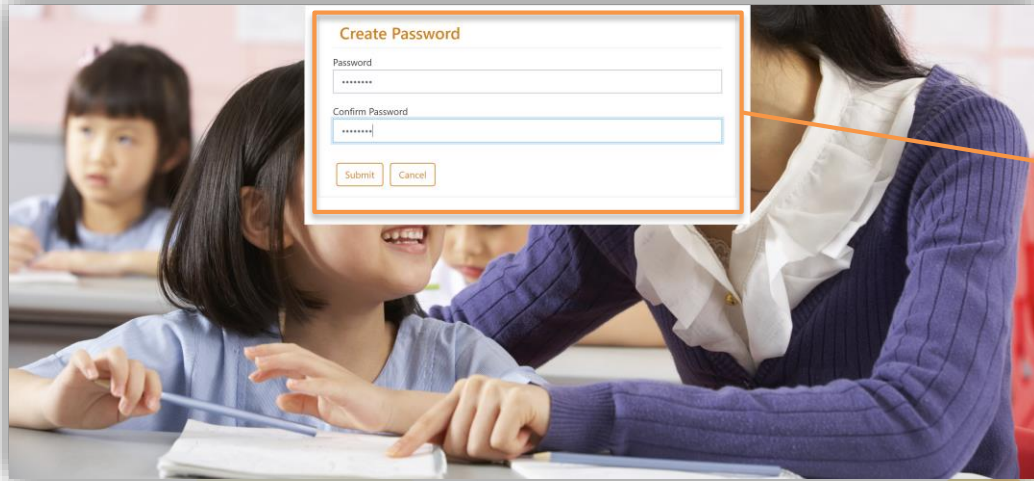 Create Password
Password
••••••••
Confirm Password
••••••••
Submit Cancel